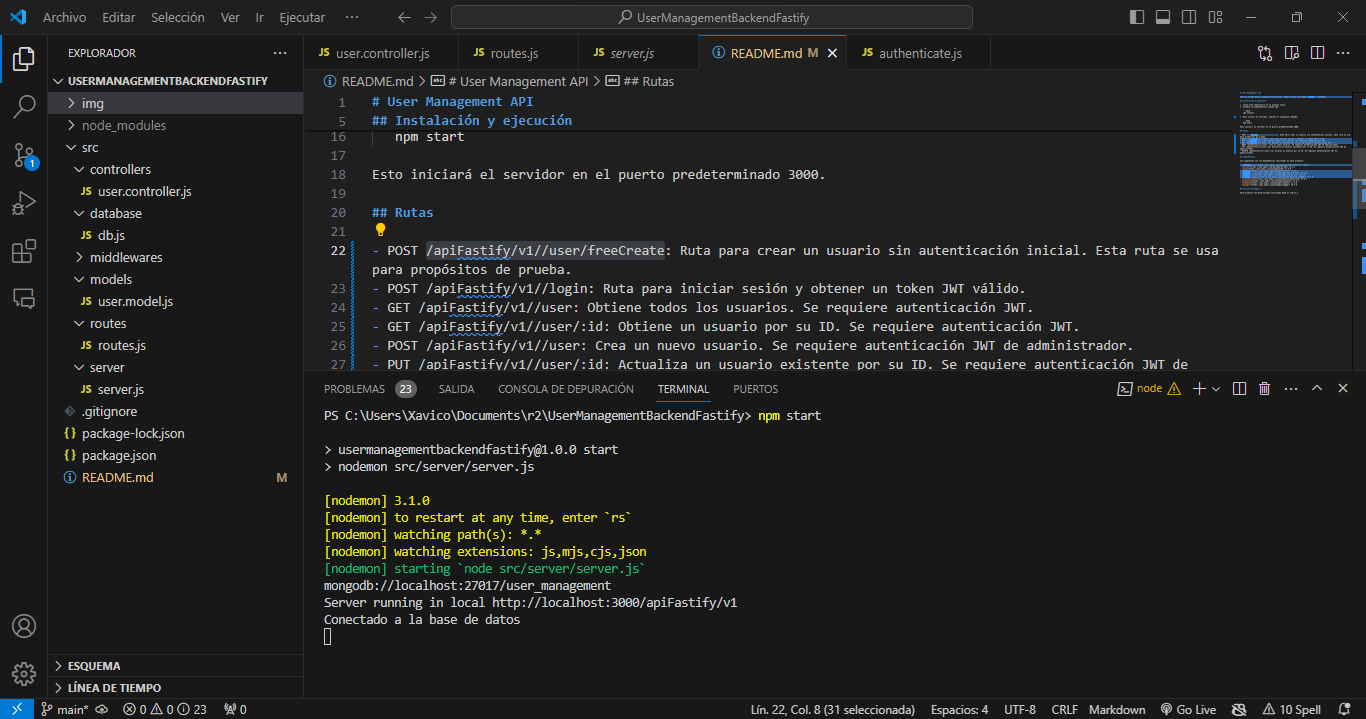 Archivo Editar Selección Ver Ir Ejecutar ··· UserManagementBackendFastify
EXPLORADOR ···
USERMANAGEMENTBACKENDFASTIFY
img
node_modules
src
controllers
JS user.controller.js
database
JS db.js
middlewares
models
JS user.model.js
routes
JS routes.js
server
JS server.js
.gitignore
{} package-lock.json
{} package.json
README.md M
ESQUEMA
LÍNEA DE TIEMPO
1
JS user.controller.js JS routes.js JS server.js README.md M JS authenticate.js
README.md > # User Management API > ## Rutas
1 # User Management API
5 ## Instalación y ejecución
16 npm start
17
18 Esto iniciará el servidor en el puerto predeterminado 3000.
19
20 ## Rutas
21
22 - POST /apiFastify/v1//user/freeCreate: Ruta para crear un usuario sin autenticación inicial. Esta ruta se usa
para propósitos de prueba.
23 - POST /apiFastify/v1//login: Ruta para iniciar sesión y obtener un token JWT válido.
24 - GET /apiFastify/v1//user: Obtiene todos los usuarios. Se requiere autenticación JWT.
25 - GET /apiFastify/v1//user/:id: Obtiene un usuario por su ID. Se requiere autenticación JWT.
26 - POST /apiFastify/v1//user: Crea un nuevo usuario. Se requiere autenticación JWT de administrador.
27 - PUT /apiFastify/v1//user/:id: Actualiza un usuario existente por su ID. Se requiere autenticación JWT de
PROBLEMAS 23 SALIDA CONSOLA DE DEPURACIÓN TERMINAL PUERTOS node
PS C:\Users\Xavico\Documents\r2\UserManagementBackendFastify> npm start
> usermanagementbackendfastify@1.0.0 start
> nodemon src/server/server.js
[nodemon] 3.1.0
[nodemon] to restart at any time, enter `rs`
[nodemon] watching path(s): *.*
[nodemon] watching extensions: js,mjs,cjs,json
[nodemon] starting `node src/server/server.js`
mongodb://localhost:27017/user_management
Server running in local http://localhost:3000/apiFastify/v1
Conectado a la base de datos
main* 0 0 23 0 Lín. 22, Col. 8 (31 seleccionada) Espacios: 4 UTF-8 CRLF Markdown Go Live 10 Spell